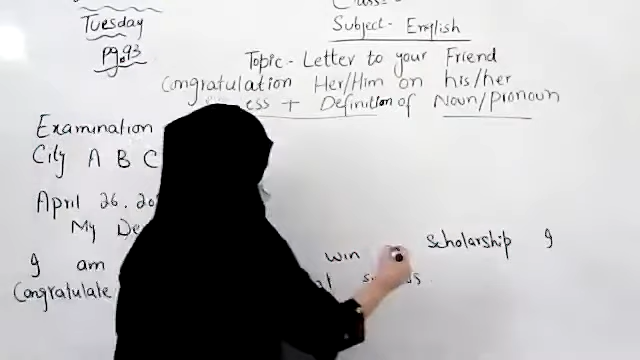 Tuesday
Pg.93
Subject- English
Topic- Letter to your Friend
Congratulation Her/Him on his/her
ess + Definition of Noun/pronoun
Examination
City A B C
April 26, 20
My De
I am win scholarship I
Congratulate